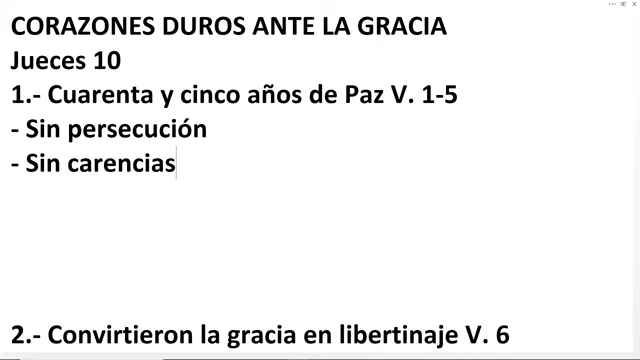 CORAZONES DUROS ANTE LA GRACIA
Jueces 10
1.- Cuarenta y cinco años de Paz V. 1-5
- Sin persecución
- Sin carencias
2.- Convirtieron la gracia en libertinaje V. 6